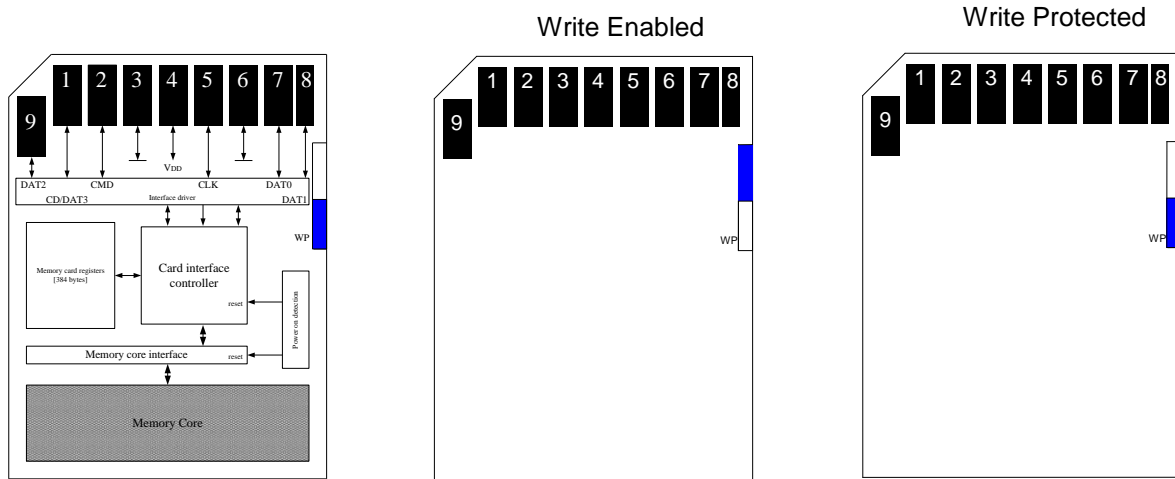 Write Enabled
Write Protected
1 2 3 4 5 6 7 8
9
VDD
DAT2 CMD CLK DAT0
CD/DAT3 Interface driver DAT1
WP
Memory card registers
[384 bytes]
Card interface
controller
reset
Power on detection
Memory core interface reset
Memory Core
1 2 3 4 5 6 7 8
9
WP
1 2 3 4 5 6 7 8
9
WP